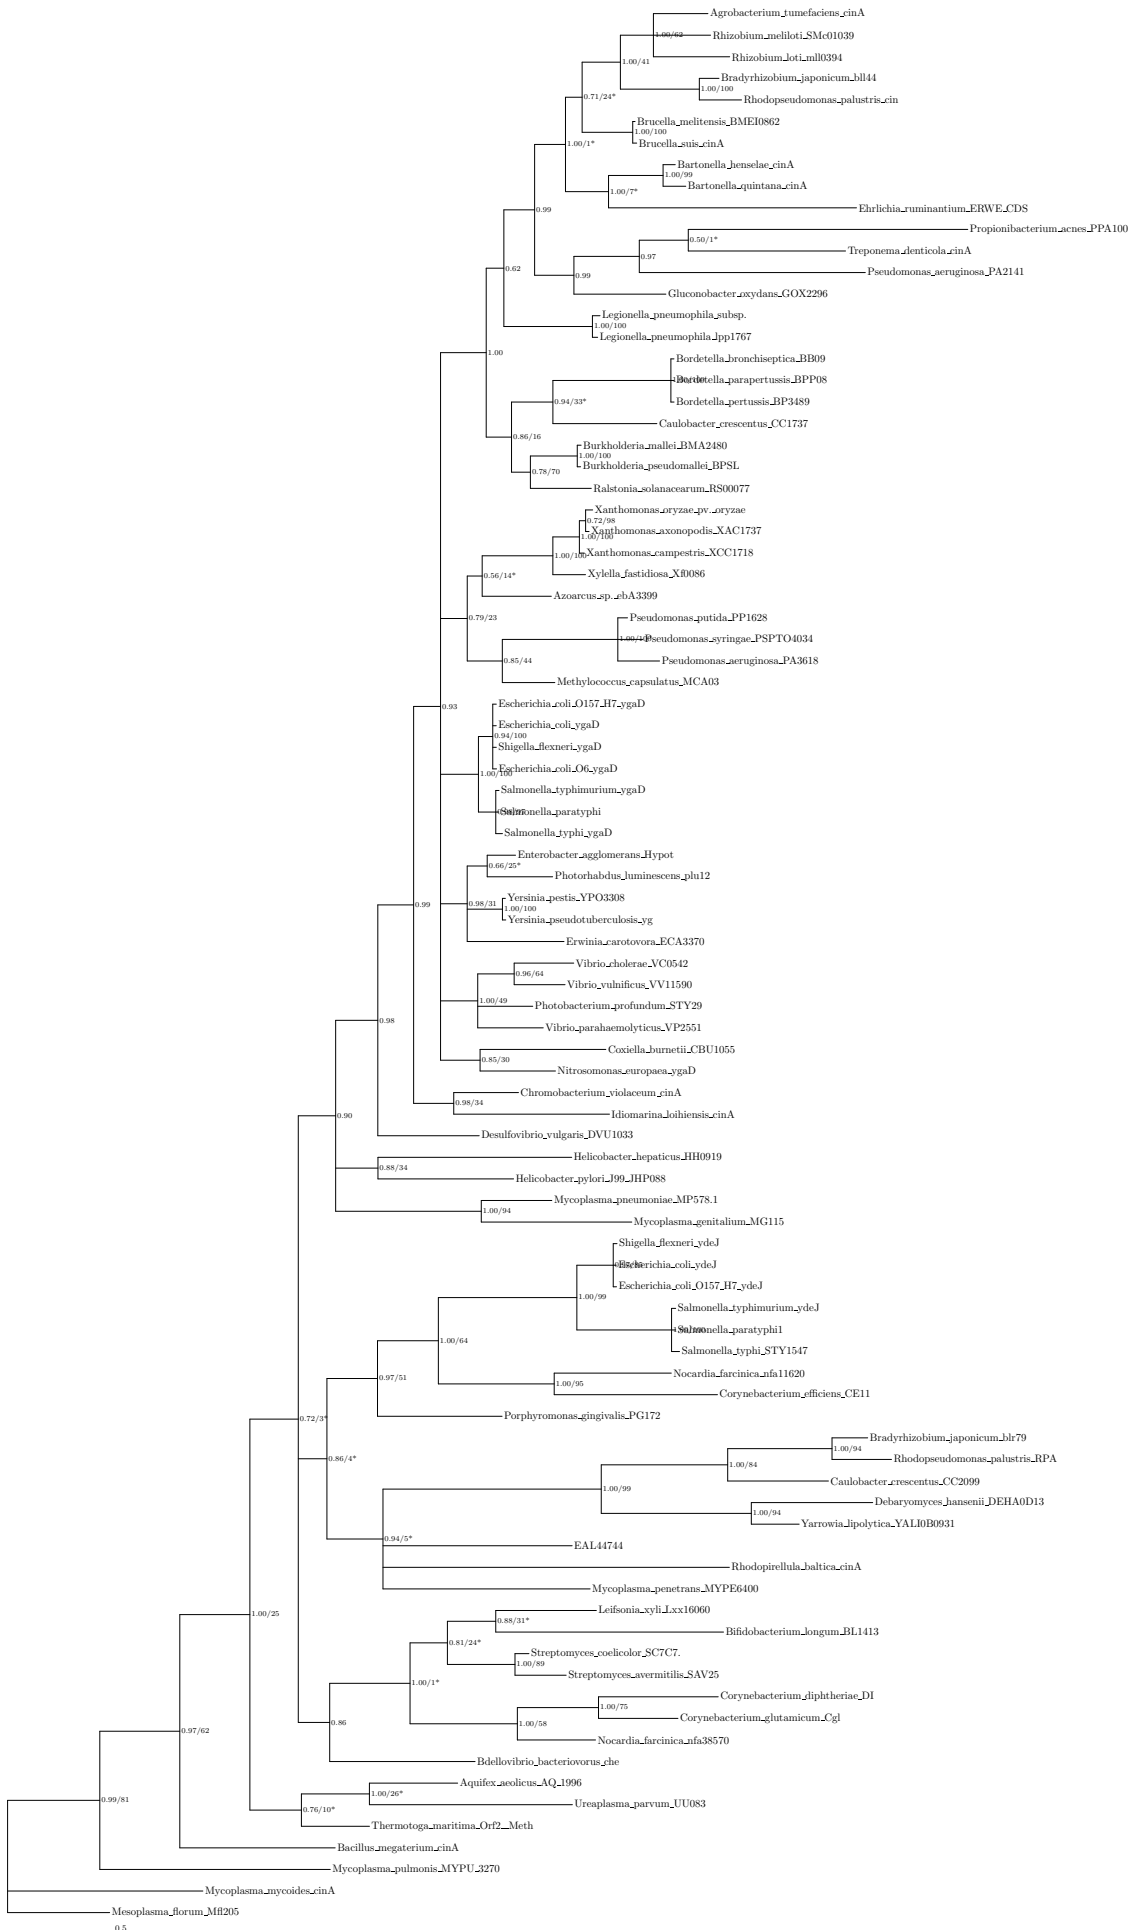 Agrobacterium_tumefaciens_cinA
1.00/62
Rhizobium_meliloti_SMc01039
1.00/41
Rhizobium_loti_mll0394
Bradyrhizobium_japonicum_bll44
1.00/100
0.71/24*
Rhodopseudomonas_palustris_cin
Brucella_melitensis_BMEI0862
1.00/100
1.00/1*
Brucella_suis_cinA
Bartonella_henselae_cinA
1.00/99
Bartonella_quintana_cinA
1.00/7*
Ehrlichia_ruminantium_ERWE_CDS
0.99
Propionibacterium_acnes_PPA100
0.50/1*
Treponema_denticola_cinA
0.97
0.62
Pseudomonas_aeruginosa_PA2141
0.99
Gluconobacter_oxydans_GOX2296
Legionella_pneumophila_subsp.
1.00/100
Legionella_pneumophila_lpp1767
1.00
Bordetella_bronchiseptica_BB09
Bordetella_parapertussis_BPP08
0.94/33*
Bordetella_pertussis_BP3489
Caulobacter_crescentus_CC1737
0.86/16
Burkholderia_mallei_BMA2480
1.00/100
Burkholderia_pseudomallei_BPSL
0.78/70
Ralstonia_solanacearum_RS00077
Xanthomonas_oryzae_pv._oryzae
0.72/98
Xanthomonas_axonopodis_XAC1737
1.00/100
Xanthomonas_campestris_XCC1718
1.00/100
Xylella_fastidiosa_Xf0086
0.56/14*
Azoarcus_sp._ebA3399
0.79/23
Pseudomonas_putida_PP1628
Pseudomonas_syringae_PSPTO4034
0.85/44
Pseudomonas_aeruginosa_PA3618
Methylococcus_capsulatus_MCA03
0.93
Escherichia_coli_O157_H7_ygaD
Escherichia_coli_ygaD
0.94/100
Shigella_flexneri_ygaD
Escherichia_coli_O6_ygaD
1.00/100
Salmonella_typhimurium_ygaD
Salmonella_paratyphi
Salmonella_typhi_ygaD
Enterobacter_agglomerans_Hypot
0.66/25*
Photorhabdus_luminescens_plu12
0.99
0.98/31
Yersinia_pestis_YPO3308
1.00/100
Yersinia_pseudotuberculosis_yg
Erwinia_carotovora_ECA3370
Vibrio_cholerae_VC0542
0.96/64
Vibrio_vulnificus_VV11590
1.00/49
Photobacterium_profundum_STY29
0.98
Vibrio_parahaemolyticus_VP2551
Coxiella_burnetii_CBU1055
0.85/30
Nitrosomonas_europaea_ygaD
Chromobacterium_violaceum_cinA
0.98/34
0.90
Idiomarina_loihiensis_cinA
Desulfovibrio_vulgaris_DVU1033
Helicobacter_hepaticus_HH0919
0.88/34
Helicobacter_pylori_J99_JHP088
Mycoplasma_pneumoniae_MP578.1
1.00/94
Mycoplasma_genitalium_MG115
Shigella_flexneri_ydeJ
Escherichia_coli_ydeJ
Escherichia_coli_O157_H7_ydeJ
1.00/99
Salmonella_typhimurium_ydeJ
Salmonella_paratyphi1
1.00/64
Salmonella_typhi_STY1547
Nocardia_farcinica_nfa11620
0.97/51
1.00/95
Corynebacterium_efficiens_CE11
Porphyromonas_gingivalis_PG172
0.72/3*
Bradyrhizobium_japonicum_blr79
1.00/94
0.86/4*
Rhodopseudomonas_palustris_RPA
1.00/84
Caulobacter_crescentus_CC2099
1.00/99
Debaryomyces_hansenii_DEHA0D13
1.00/94
Yarrowia_lipolytica_YALI0B0931
0.94/5*
EAL44744
Rhodopirellula_baltica_cinA
Mycoplasma_penetrans_MYPE6400
1.00/25
Leifsonia_xyli_Lxx16060
0.88/31*
Bifidobacterium_longum_BL1413
0.81/24*
Streptomyces_coelicolor_SC7C7.
1.00/89
Streptomyces_avermitilis_SAV25
1.00/1*
Corynebacterium_diphtheriae_DI
1.00/75
Corynebacterium_glutamicum_Cgl
0.86
1.00/58
0.97/62
Nocardia_farcinica_nfa38570
Bdellovibrio_bacteriovorus_che
Aquifex_aeolicus_AQ_1996
1.00/26*
0.99/81
Ureaplasma_parvum_UU083
0.76/10*
Thermotoga_maritima_Orf2__Meth
Bacillus_megaterium_cinA
Mycoplasma_pulmonis_MYPU_3270
Mycoplasma_mycoides_cinA
Mesoplasma_florum_Mfl205
0.5